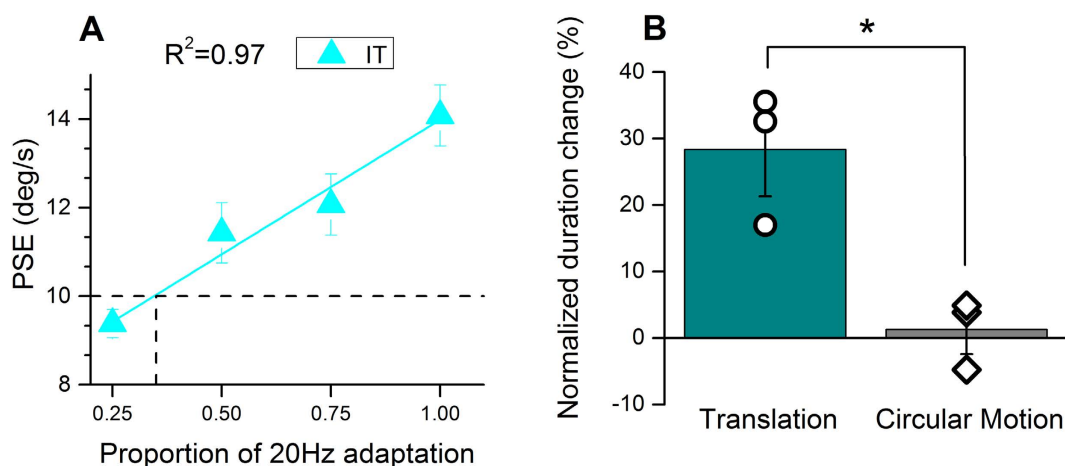 A
R²=0.97
IT
PSE (deg/s)
14
12
10
8
0.25
0.50
0.75
1.00
Proportion of 20Hz adaptation
B
*
Normalized duration change (%)
40
30
20
10
0
-10
Translation
Circular Motion